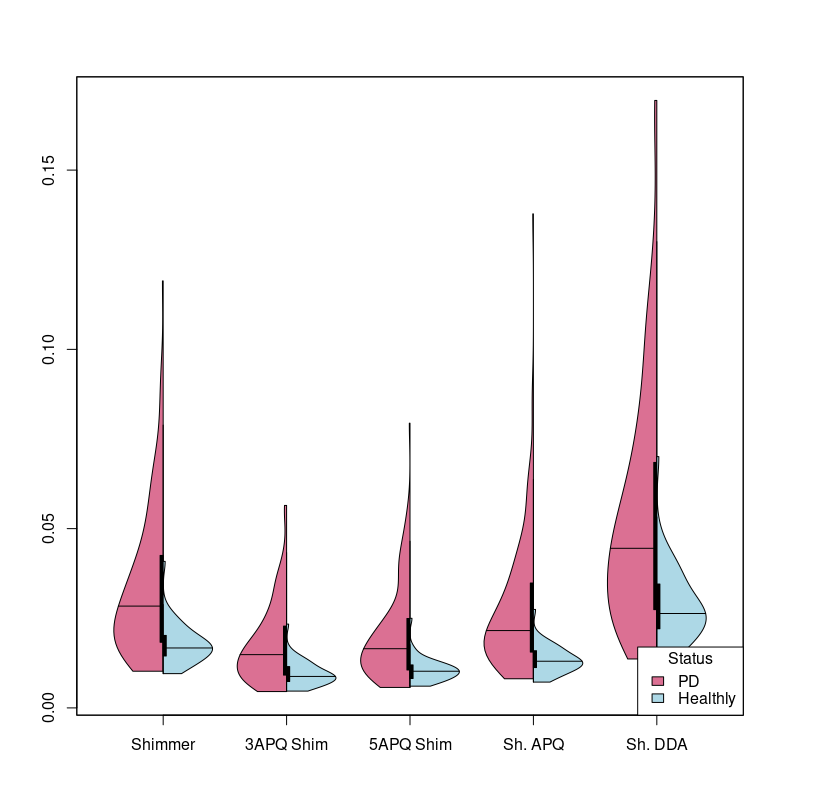 0.15
0.10
0.05
0.00
Status
PD
Healthly
Shimmer 3APQ Shim 5APQ Shim Sh. APQ Sh. DDA